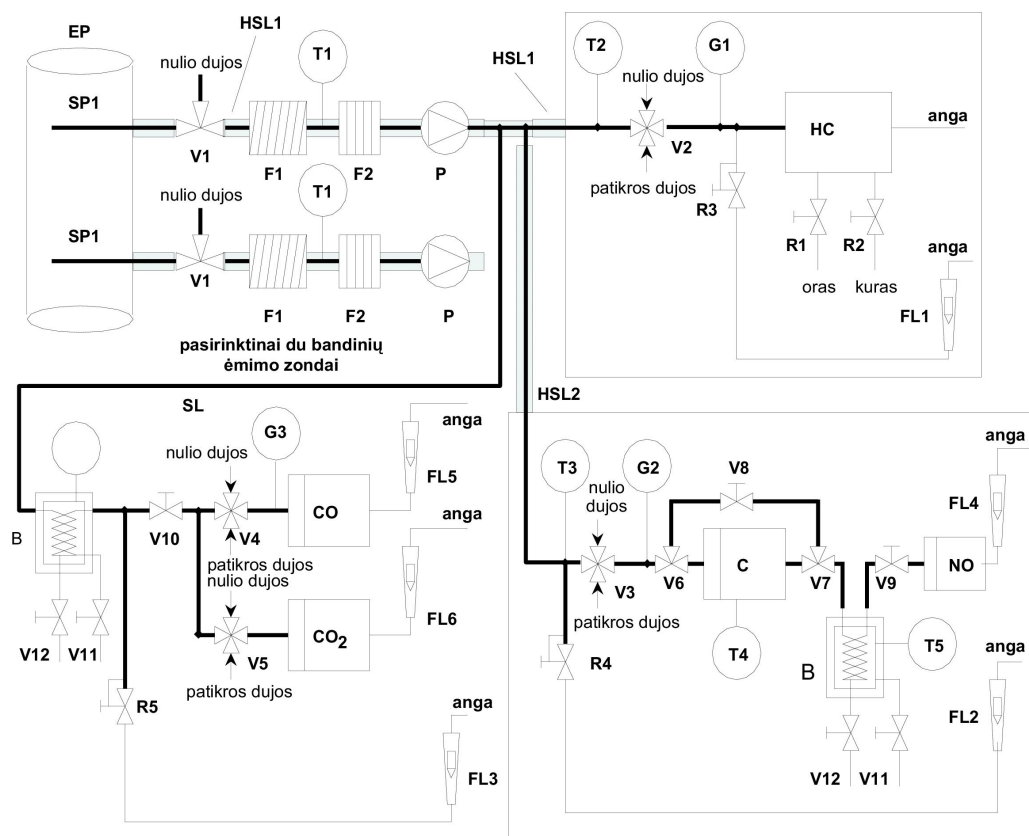 EP
HSL1
T1
nulio dujos
SP1
V1
F1
F2
P
nulio dujos
T1
SP1
V1
F1
F2
P
pasirinktinai du bandinių
ėmimo zondai
HSL1
T2
G1
nulio dujos
V2
patikros dujos
HC
anga
R3
R1
R2
oras
kuras
anga
FL1
HSL2
SL
G3
anga
nulio dujos
FL5
CO
B
V10
V4
patikros dujos
nulio dujos
anga
CO2
FL6
V5
patikros dujos
V12
V11
R5
anga
FL3
T3
G2
V8
anga
nulio
dujos
FL4
C
NO
V3
V6
V7
V9
patikros dujos
R4
T4
B
T5
anga
FL2
V12
V11